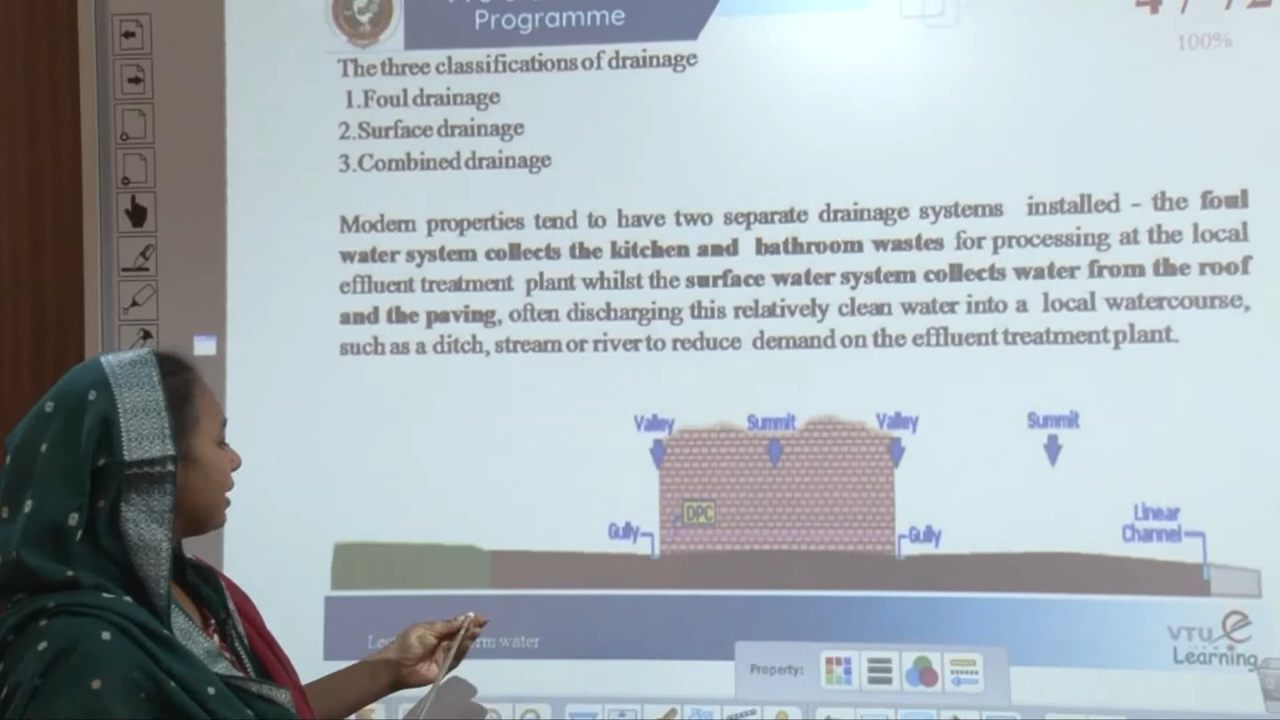 Programme
100%
The three classifications of drainage
1.Foul drainage
2.Surface drainage
3.Combined drainage
Modern properties tend to have two separate drainage systems installed - the foul
water system collects the kitchen and bathroom wastes for processing at the local
effluent treatment plant whilst the surface water system collects water from the roof
and the paving, often discharging this relatively clean water into a local watercourse,
such as a ditch, stream or river to reduce demand on the effluent treatment plant.
Valley Summit Valley Summit
DPC
Gully Gully
Linear
Channel
water
VTU e
Learning
Property: